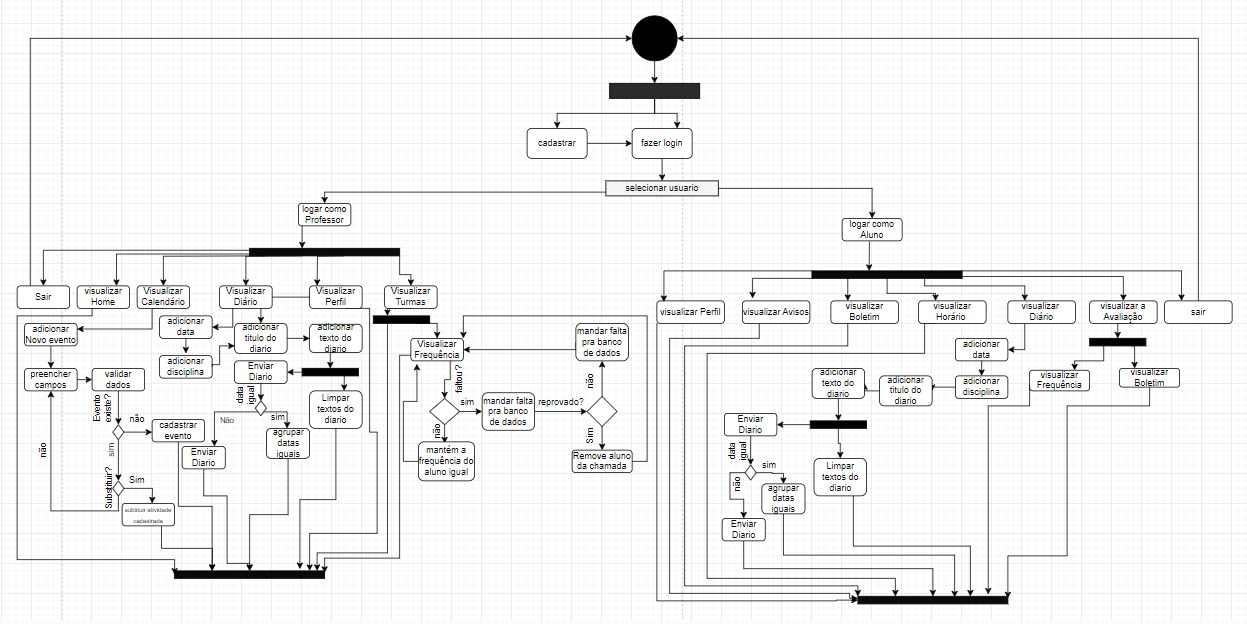 cadastrar
fazer login
selecionar usuario
logar como
Professor
logar como
Aluno
Sair
visualizar
Home
Visualizar
Calendário
Visualizar
Diário
Visualizar
Perfil
Visualizar
Turmas
adicionar
Novo evento
adicionar
data
adicionar
titulo do
diario
adicionar
texto do
diario
adicionar
disciplina
Enviar
Diario
Limpar
textos do
diario
data
igual
Não
sim
Enviar
Diario
agrupar
datas
iguais
preencher
campos
validar
dados
Evento
existe?
não
cadastrar
evento
sim
não
Substituir?
Sim
subtituir atividade
cadastrada
Visualizar
Frequência
faltou?
sim
não
mantém a
frequência do
aluno igual
mandar falta
pra banco
de dados
reprovado?
não
mandar falta
pra banco
de dados
Sim
Remove aluno
da chamada
visualizar Perfil
visualizar Avisos
visualizar
Boletim
visualizar
Horário
visualizar
Diário
visualizar a
Avaliação
sair
adicionar
data
adicionar
disciplina
adicionar
titulo do
diario
adicionar
texto do
diario
visualizar
Frequência
visualizar
Boletim
Enviar
Diario
data
igual
sim
não
agrupar
datas
iguais
Enviar
Diario
Limpar
textos do
diario